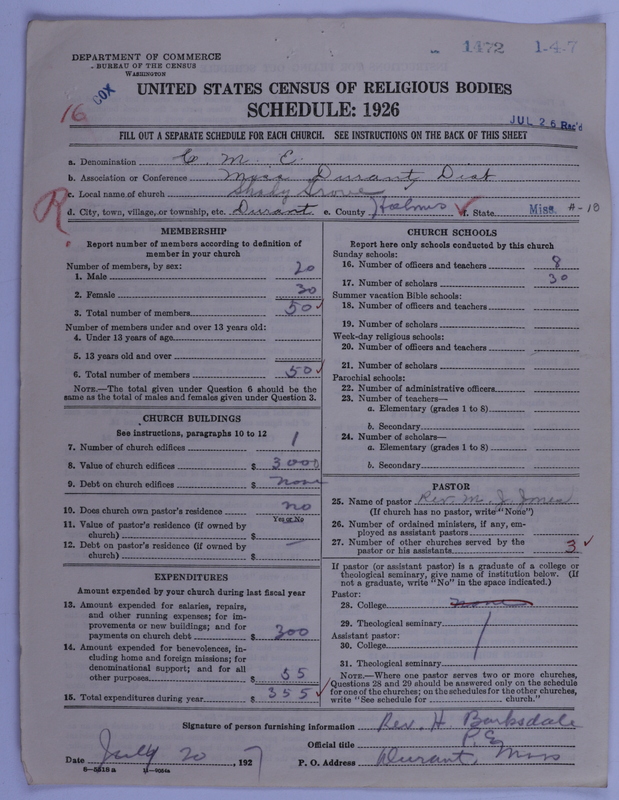 1472 1-4-7
DEPARTMENT OF COMMERCE
BUREAU OF THE CENSUS
WASHINGTON
16 COX
UNITED STATES CENSUS OF RELIGIOUS BODIES
SCHEDULE: 1926
JUL 26 Rec'd
FILL OUT A SEPARATE SCHEDULE FOR EACH CHURCH. SEE INSTRUCTIONS ON THE BACK OF THIS SHEET
a. Denomination C. M. E.
b. Association or Conference Miss Durant, Dist
c. Local name of church Shady Grove
R. d. City, town, village, or township, etc. Durant e. County Holmes f. State Miss. #-18
MEMBERSHIP
Report number of members according to definition of
member in your church
Number of members, by sex:
1. Male 20
2. Female 30
3. Total number of members 50
Number of members under and over 13 years old:
4. Under 13 years of age
5. 13 years old and over
6. Total number of members 50
NOTE.—The total given under Question 6 should be the
same as the total of males and females given under Question 3.
CHURCH BUILDINGS
See instructions, paragraphs 10 to 12
7. Number of church edifices 1
8. Value of church edifices $ 3000
9. Debt on church edifices $ none
10. Does church own pastor's residence no
Yes or No
11. Value of pastor's residence (if owned by
church) $
12. Debt on pastor's residence (if owned by
church) $
EXPENDITURES
Amount expended by your church during last fiscal year
13. Amount expended for salaries, repairs,
and other running expenses; for im-
provements or new buildings; and for
payments on church debt $ 300
14. Amount expended for benevolences, in-
cluding home and foreign missions; for
denominational support; and for all
other purposes $ 55
15. Total expenditures during year $ 355
CHURCH SCHOOLS
Report here only schools conducted by this church
Sunday schools:
16. Number of officers and teachers 8
17. Number of scholars 30
Summer vacation Bible schools:
18. Number of officers and teachers
19. Number of scholars
Week-day religious schools:
20. Number of officers and teachers
21. Number of scholars
Parochial schools:
22. Number of administrative officers
23. Number of teachers—
a. Elementary (grades 1 to 8)
b. Secondary
24. Number of scholars—
a. Elementary (grades 1 to 8)
b. Secondary
PASTOR
25. Name of pastor Rev. M. J. Jones
(If church has no pastor, write "None")
26. Number of ordained ministers, if any, em-
ployed as assistant pastors
27. Number of other churches served by the
pastor or his assistants 3
If pastor (or assistant pastor) is a graduate of a college or
theological seminary, give name of institution below. (If
not a graduate, write "No" in the space indicated.)
Pastor:
28. College none
29. Theological seminary
Assistant pastor:
30. College
31. Theological seminary
NOTE.—Where one pastor serves two or more churches,
Questions 28 and 29 should be answered only on the schedule
for one of the churches; on the schedules for the other churches,
write "See schedule for church."
Signature of person furnishing information Rev. H Barksdale
Official title P. E.
Date July 20, 1927 P. O. Address Durant, Miss